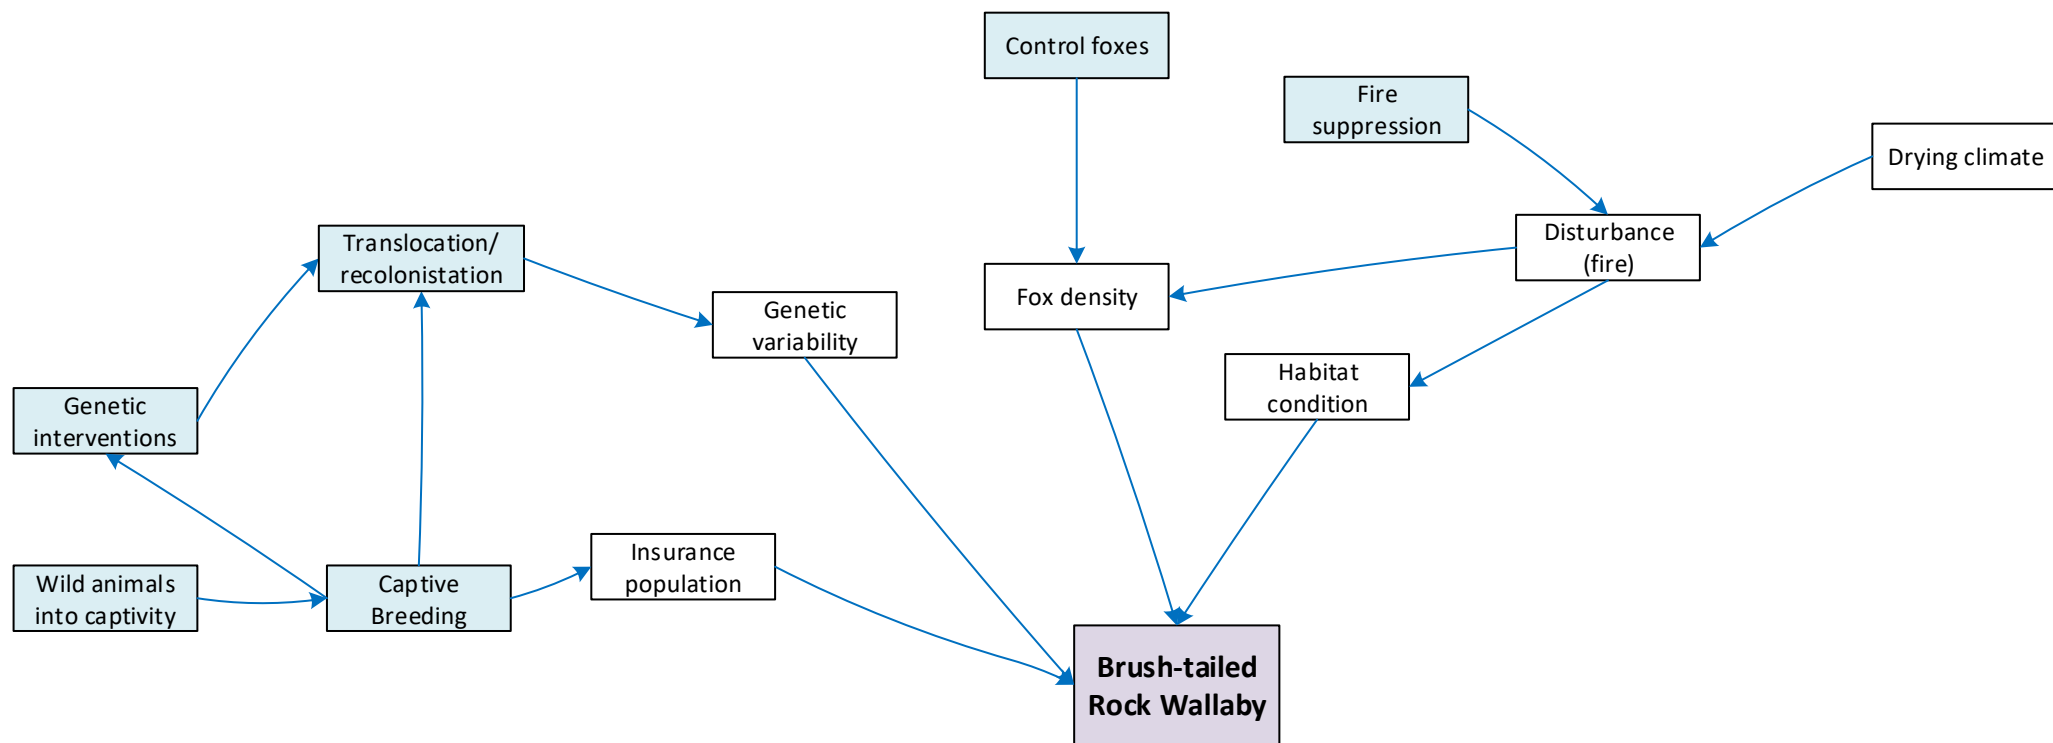 Control foxes
Fire
suppression
Drying climate
Translocation/
recolonistation
Disturbance
(fire)
Genetic
variability
Fox density
Habitat
condition
Genetic
interventions
Insurance
population
Wild animals
into captivity
Captive
Breeding
Brush-tailed
Rock Wallaby